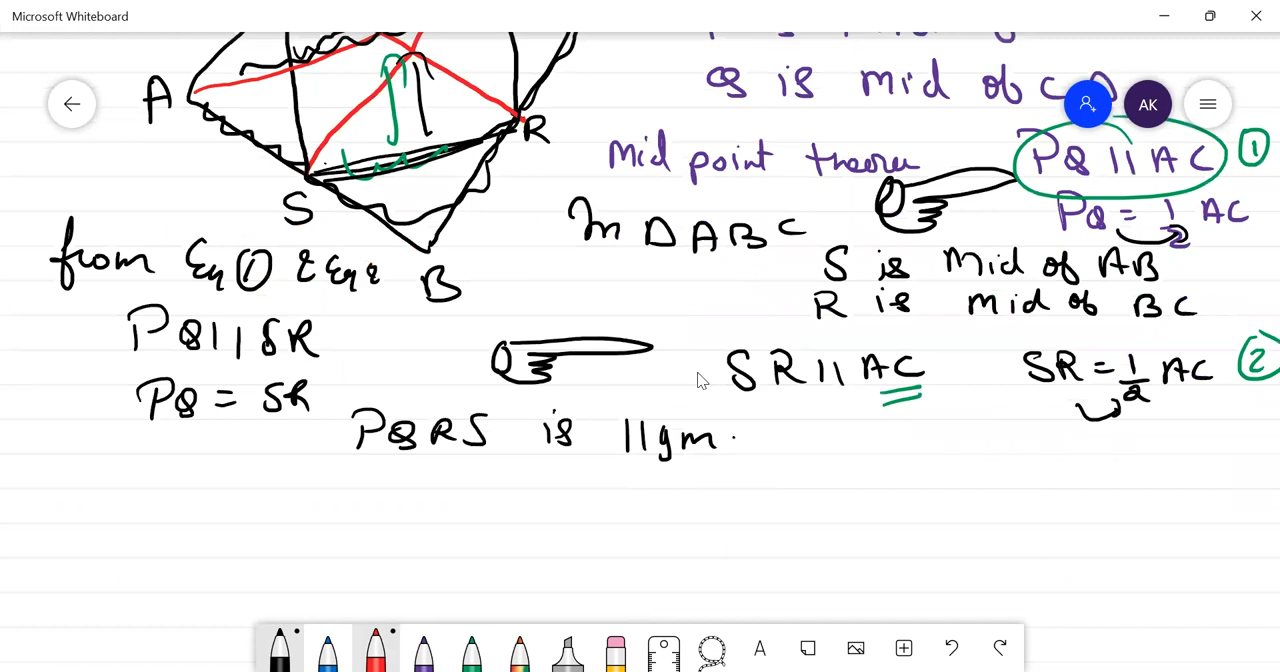 Microsoft Whiteboard
Q is Mid of C
A
AK
R
Mid point theorem PQ || AC ①
S
PQ = 1/2 AC
In Δ ABC
from Eq ① & Eq 2
B
S is Mid of AB
R is Mid of BC
PQ || SR
SR || AC SR = 1/2 AC ②
PQ = SR
PQRS is ||gm.
A